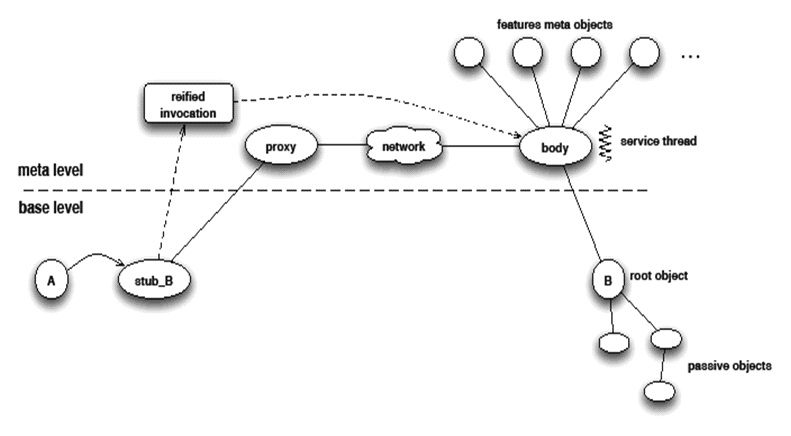 features meta objects
...
reified
invocation
service thread
proxy
network
body
meta level
base level
A
stub_B
B
root object
passive objects